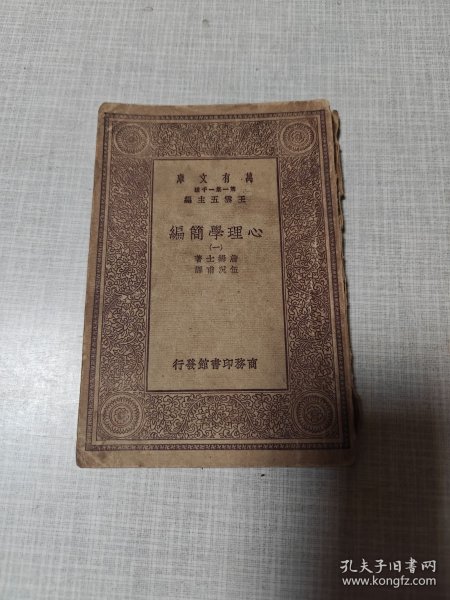 萬有文庫
第一集一千種
王雲五主編
心理學簡編
(一)
詹姆士著
伍況甫譯
商務印書館發行
孔夫子旧书网
www.kongfz.com